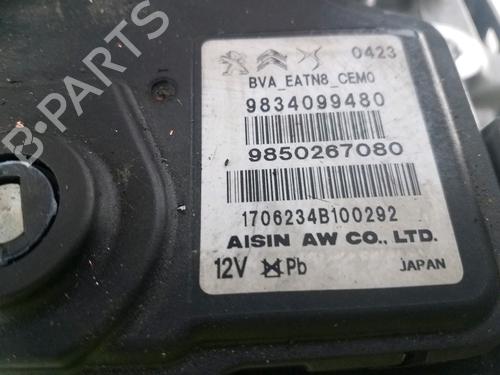 0423
BVA_EATN8_CEMO
9834099480
9850267080
1706234B100292
AISIN AW CO., LTD.
12V Pb
JAPAN
B-PARTS